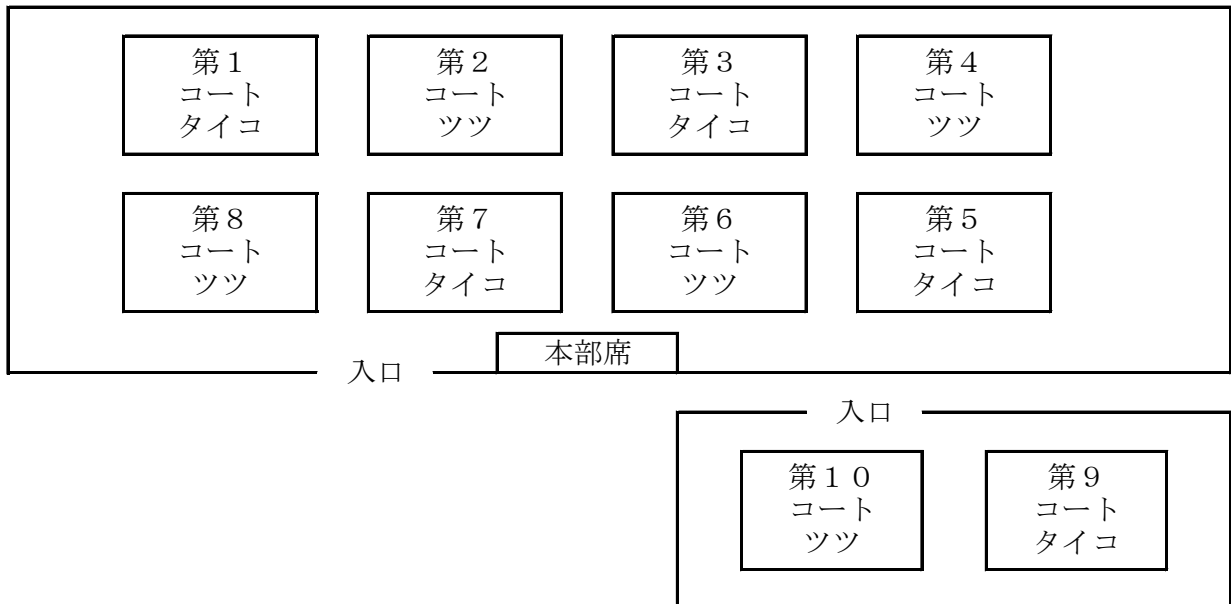 第１
コート
タイコ
第２
コート
ツツ
第３
コート
タイコ
第４
コート
ツツ
第８
コート
ツツ
第７
コート
タイコ
第６
コート
ツツ
第５
コート
タイコ
本部席
入口
入口
第１０
コート
ツツ
第９
コート
タイコ